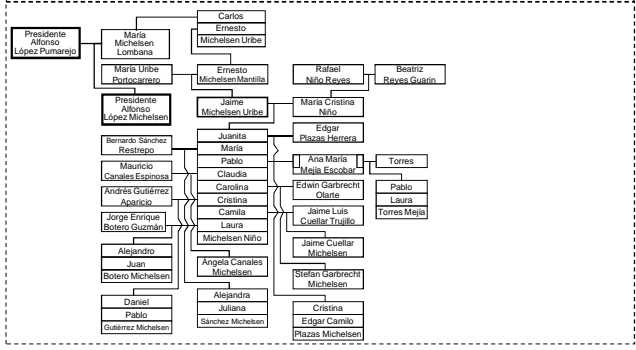 Presidente
Alfonso
López Pumarejo
María
Michelsen
Lombana
Carlos
Ernesto
Michelsen Uribe
María Uribe
Portocarrero
Ernesto
Michelsen Mantilla
Rafael
Niño Reyes
Beatriz
Reyes Guarin
Presidente
Alfonso
López Michelsen
Jaime
Michelsen Uribe
María Cristina
Niño
Bernardo Sánchez
Restrepo
Juanita
María
Pablo
Claudia
Carolina
Cristina
Camila
Laura
Michelsen Niño
Edgar
Plazas Herrera
Mauricio
Canales Espinosa
Ana María
Mejía Escobar
Torres
Andrés Gutiérrez
Aparicio
Edwin Garbrecht
Olarte
Pablo
Laura
Torres Mejía
Jorge Enrique
Botero Guzmán
Jaime Luis
Cuellar Trujillo
Alejandro
Juan
Botero Michelsen
Ángela Canales
Michelsen
Jaime Cuellar
Michelsen
Stefan Garbrecht
Michelsen
Daniel
Pablo
Gutiérrez Michelsen
Alejandra
Juliana
Sánchez Michelsen
Cristina
Edgar Camilo
Plazas Michelsen